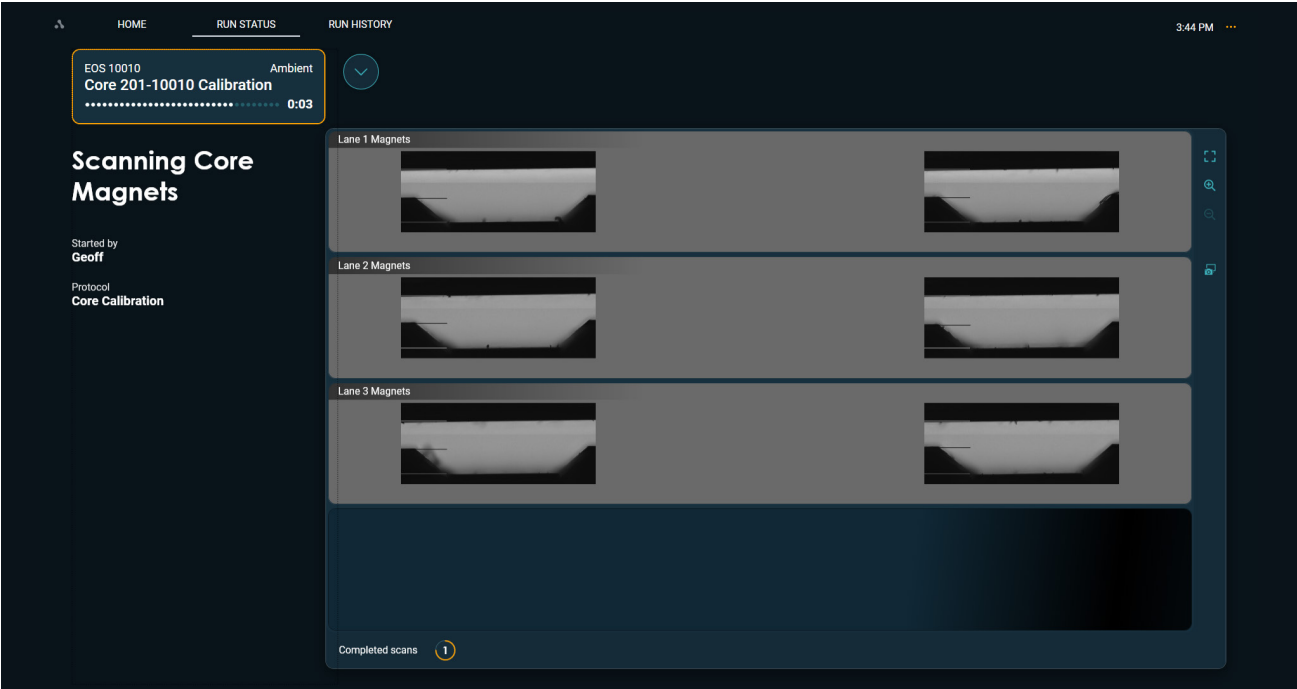 HOME RUN STATUS RUN HISTORY 3:44 PM
EOS 10010 Ambient
Core 201-10010 Calibration
0:03
Scanning Core
Magnets
Started by
Geoff
Protocol
Core Calibration
Lane 1 Magnets
Lane 2 Magnets
Lane 3 Magnets
Completed scans 1